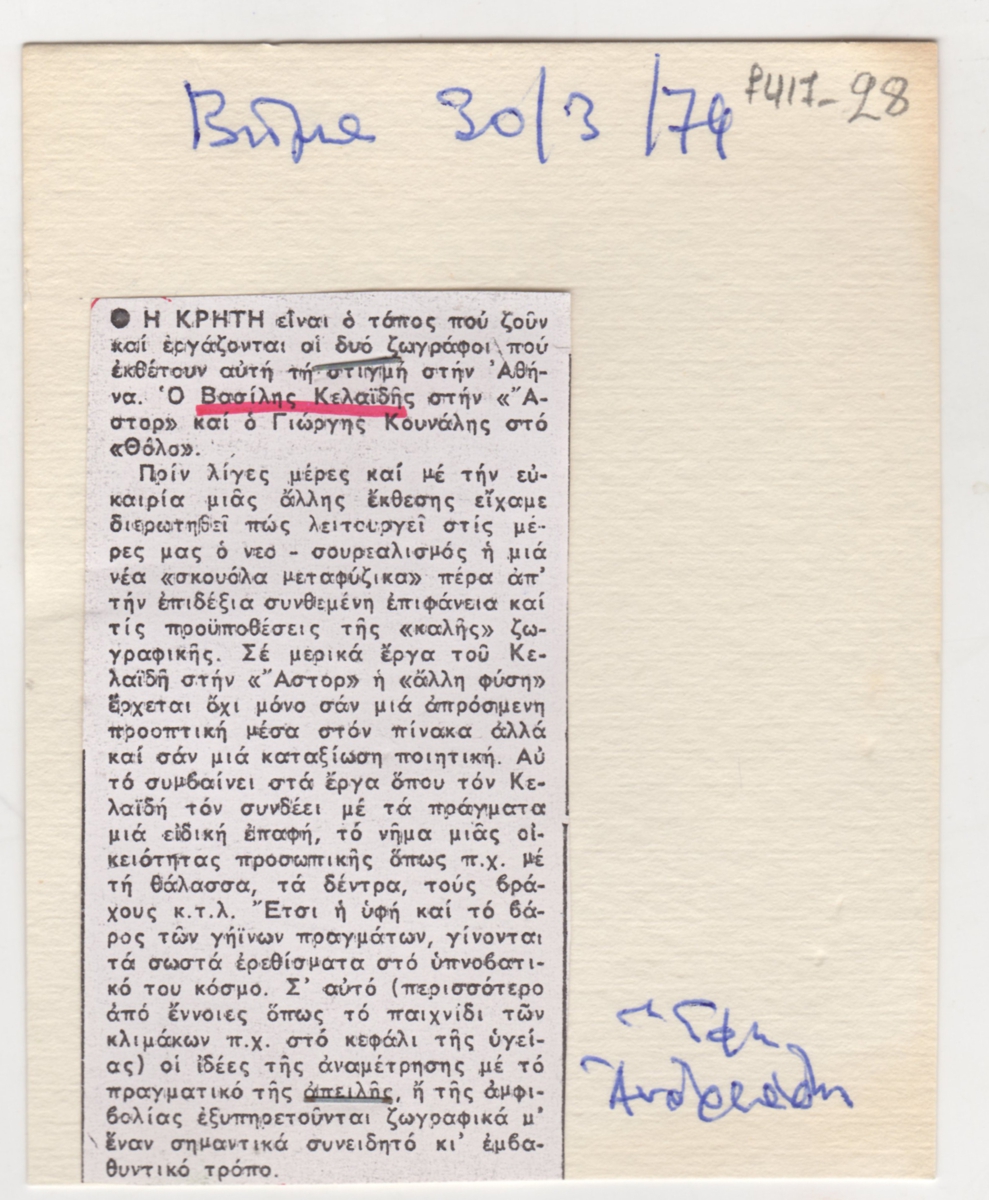 Βήμα 30/3/74
P417-28
● Η ΚΡΗΤΗ εἶναι ὁ τόπος πού ζοῦν
καί ἐργάζονται οἱ δυό ζωγράφοι πού
ἐκθέτουν αὐτή τή στιγμή στήν Ἀθή-
να. Ὁ Βασίλης Κελαϊδής στήν «Ἄ-
στορ» καί ὁ Γιώργης Κουνάλης στό
«Θόλο».
Πρίν λίγες μέρες καί μέ τήν εὐ-
καιρία μιᾶς ἄλλης ἔκθεσης εἴχαμε
διερωτηθεῖ πώς λειτουργεῖ στίς μέ-
ρες μας ὁ νεο - σουρεαλισμός ἡ μιά
νέα «σκουόλα μεταφύζικα» πέρα ἀπ'
τήν ἐπιδέξια συνθεμένη ἐπιφάνεια καί
τίς προϋποθέσεις τῆς «καλῆς» ζω-
γραφικῆς. Σέ μερικά ἔργα τοῦ Κε-
λαϊδῆ στήν «Ἄστορ» ἡ «ἄλλη φύση»
ἔρχεται ὄχι μόνο σάν μιά ἀπρόσμενη
προοπτική μέσα στόν πίνακα ἀλλά
καί σάν μιά καταξίωση ποιητική. Αὐ
τό συμβαίνει στά ἔργα ὅπου τόν Κε-
λαϊδή τόν συνδέει μέ τά πράγματα
μιά εἰδική ἐπαφή, τό νῆμα μιᾶς οἰ-
κειότητας προσωπικῆς ὅπως π.χ. μέ
τή θάλασσα, τά δέντρα, τούς βρά-
χους κ.τ.λ. Ἔτσι ἡ ὑφή καί τό βά-
ρος τῶν γήϊνων πραγμάτων, γίνονται
τά σωστά ἐρεθίσματα στό ὑπνοβατι-
κό του κόσμο. Σ' αὐτό (περισσότερο
ἀπό ἔννοιες ὅπως τό παιχνίδι τῶν
κλιμάκων π.χ. στό κεφάλι τῆς ὑγεί-
ας) οἱ ἰδέες τῆς ἀναμέτρησης μέ τό
πραγματικό τῆς ἀπειλῆς, ἤ τῆς ἀμφι-
βολίας ἐξυπηρετοῦνται ζωγραφικά μ'
ἕναν σημαντικά συνειδητό κι' ἐμβα-
θυντικό τρόπο.
Ἔφη
Ἀνδρεάδη